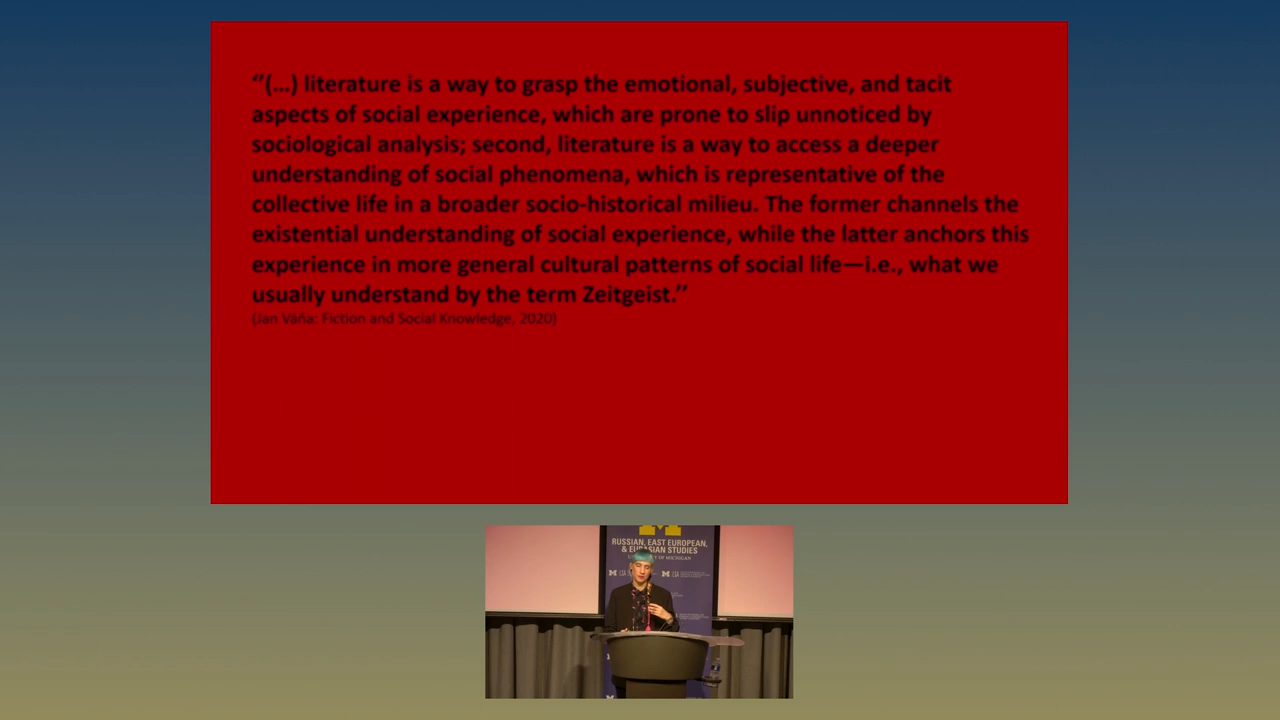 ‘’(…) literature is a way to grasp the emotional, subjective, and tacit
aspects of social experience, which are prone to slip unnoticed by
sociological analysis; second, literature is a way to access a deeper
understanding of social phenomena, which is representative of the
collective life in a broader socio-historical milieu. The former channels the
existential understanding of social experience, while the latter anchors this
experience in more general cultural patterns of social life—i.e., what we
usually understand by the term Zeitgeist.’’
(Jan Váňa: Fiction and Social Knowledge, 2020)
M
RUSSIAN, EAST EUROPEAN,
& EURASIAN STUDIES
OF MICHIGAN
M LSA
M LSA